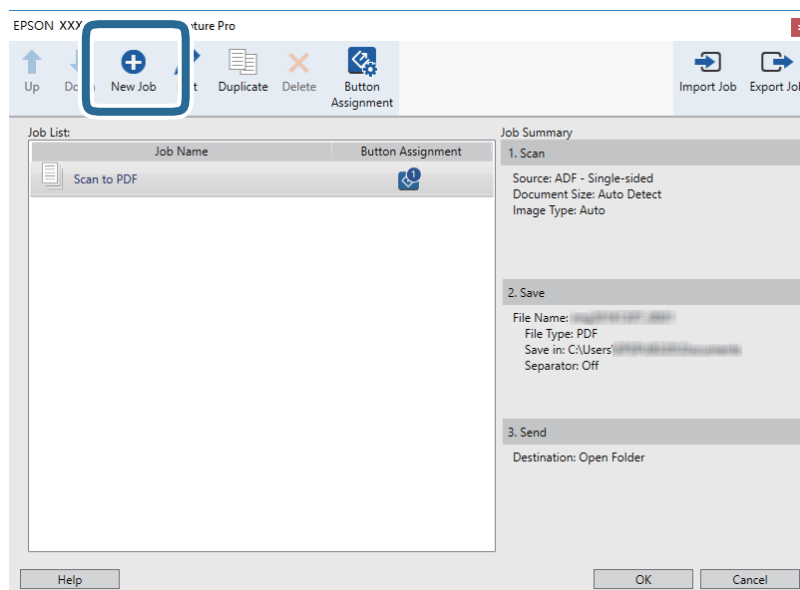 EPSON XXX ture Pro
Up
New Job
Duplicate
Delete
Button
Assignment
Import Job
Export Job
Job List:
Job Name
Button Assignment
Scan to PDF
1
Job Summary
1. Scan
Source: ADF - Single-sided
Document Size: Auto Detect
Image Type: Auto
2. Save
File Name:
File Type: PDF
Save in: C:\Users\
Separator: Off
3. Send
Destination: Open Folder
Help
OK
Cancel